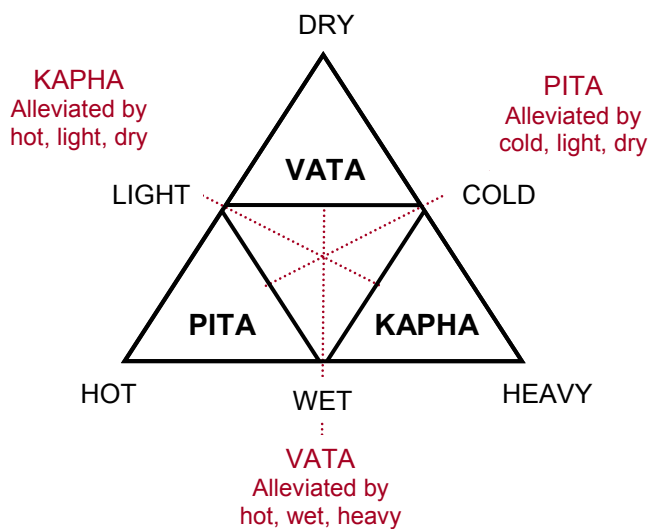 DRY
KAPHA
Alleviated by
hot, light, dry
PITA
Alleviated by
cold, light, dry
VATA
LIGHT
COLD
PITA
KAPHA
HOT
WET
HEAVY
VATA
Alleviated by
hot, wet, heavy